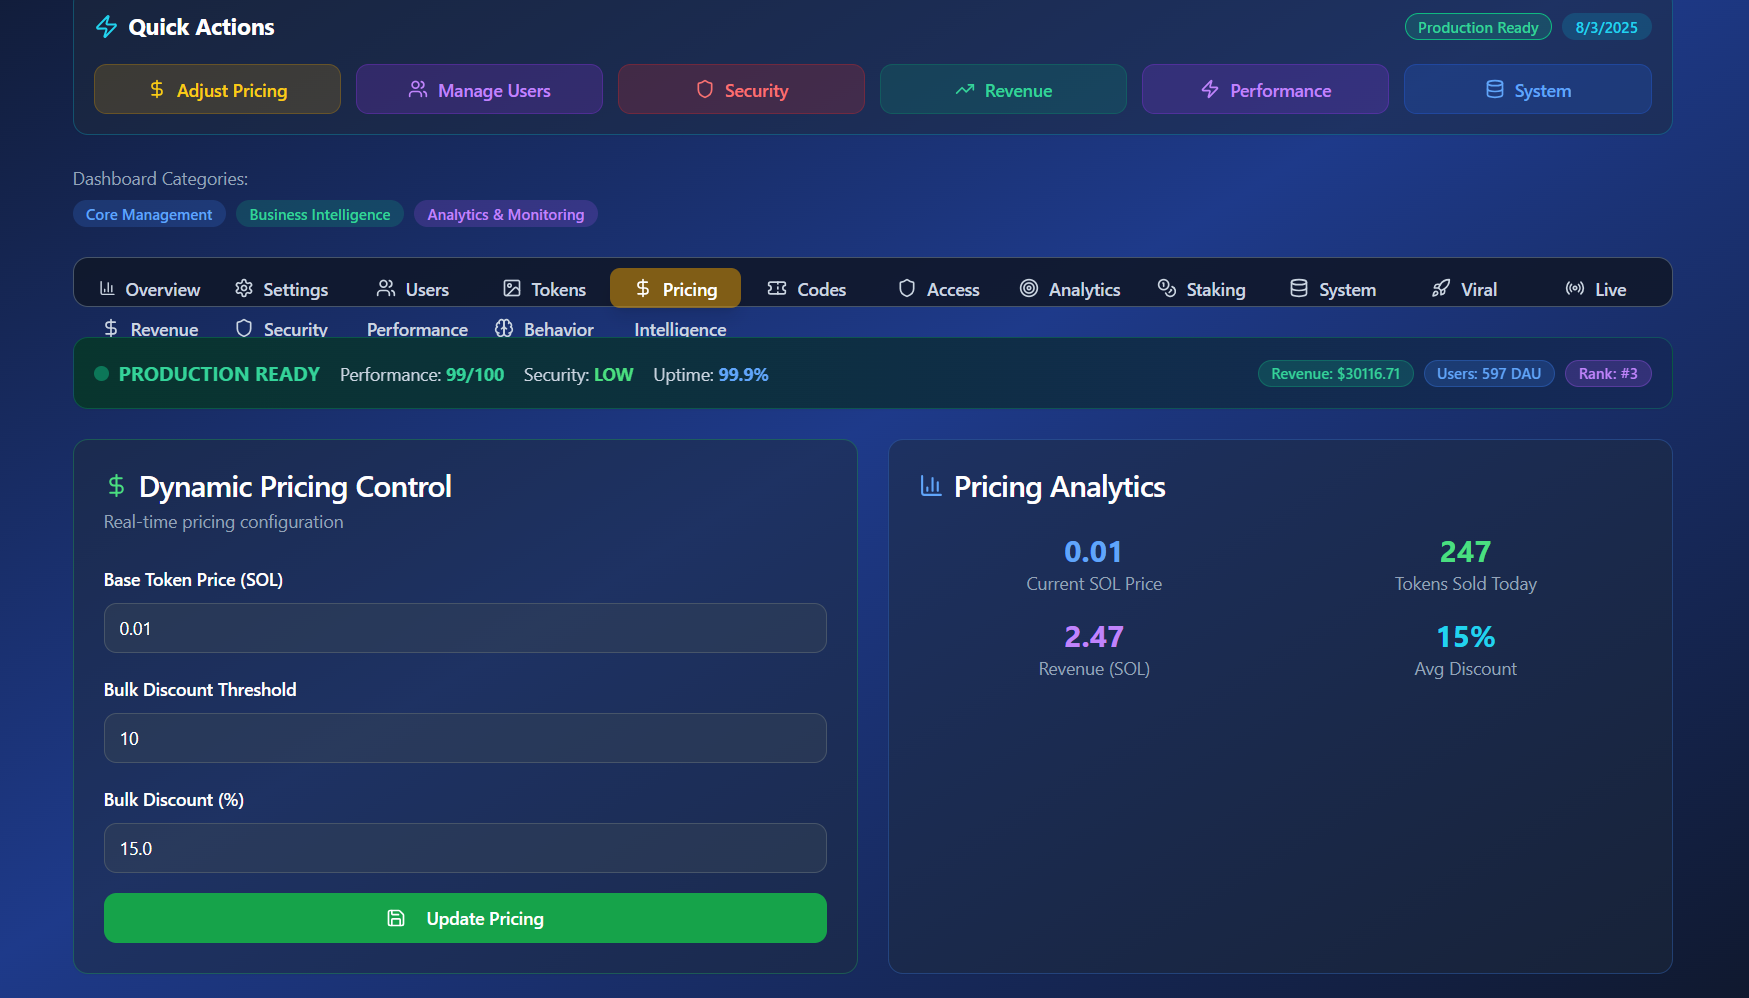 Quick Actions
Production Ready
8/3/2025
Adjust Pricing
Manage Users
Security
Revenue
Performance
System
Dashboard Categories:
Core Management
Business Intelligence
Analytics & Monitoring
Overview
Settings
Users
Tokens
Pricing
Codes
Access
Analytics
Staking
System
Viral
Live
Revenue
Security
Performance
Behavior
Intelligence
PRODUCTION READY
Performance: 99/100
Security: LOW
Uptime: 99.9%
Revenue: $30116.71
Users: 597 DAU
Rank: #3
Dynamic Pricing Control
Real-time pricing configuration
Base Token Price (SOL)
0.01
Bulk Discount Threshold
10
Bulk Discount (%)
15.0
Update Pricing
Pricing Analytics
0.01
Current SOL Price
247
Tokens Sold Today
2.47
Revenue (SOL)
15%
Avg Discount